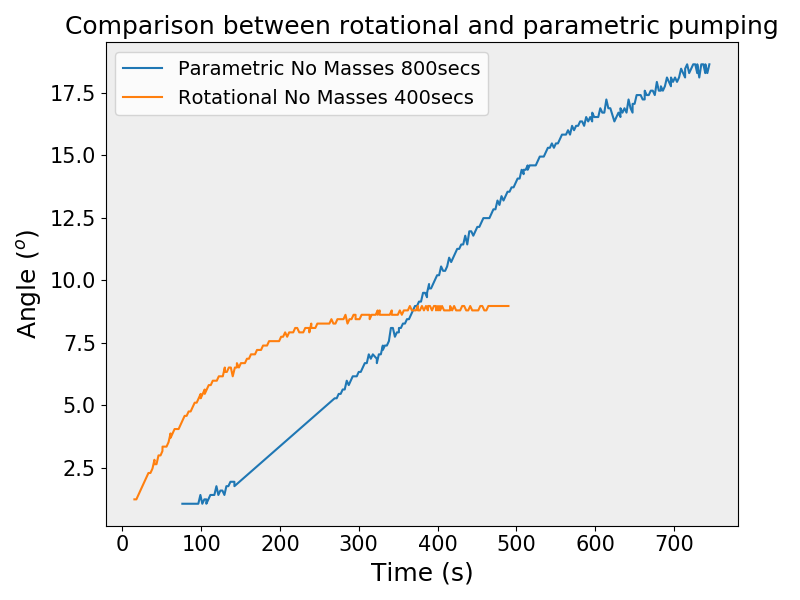 Comparison between rotational and parametric pumping
Parametric No Masses 800secs
Rotational No Masses 400secs
Angle (°)
17.5
15.0
12.5
10.0
7.5
5.0
2.5
0 100 200 300 400 500 600 700
Time (s)